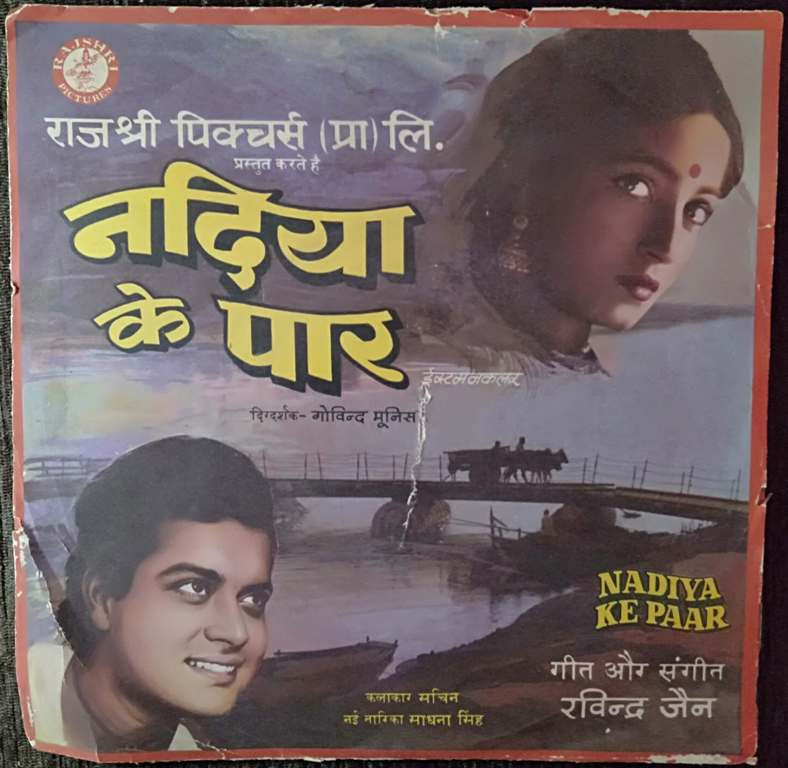 RAJSHRI
PICTURES
राजश्री पिक्चर्स (प्रा) लि.
प्रस्तुत करते है
नदिया
के पार
ईस्टमनकलर
दिग्दर्शक- गोविन्द मूनिस
NADIYA
KE PAAR
गीत और संगीत
रविन्द्र जैन
कलाकार सचिन
नई तारिका साधना सिंह